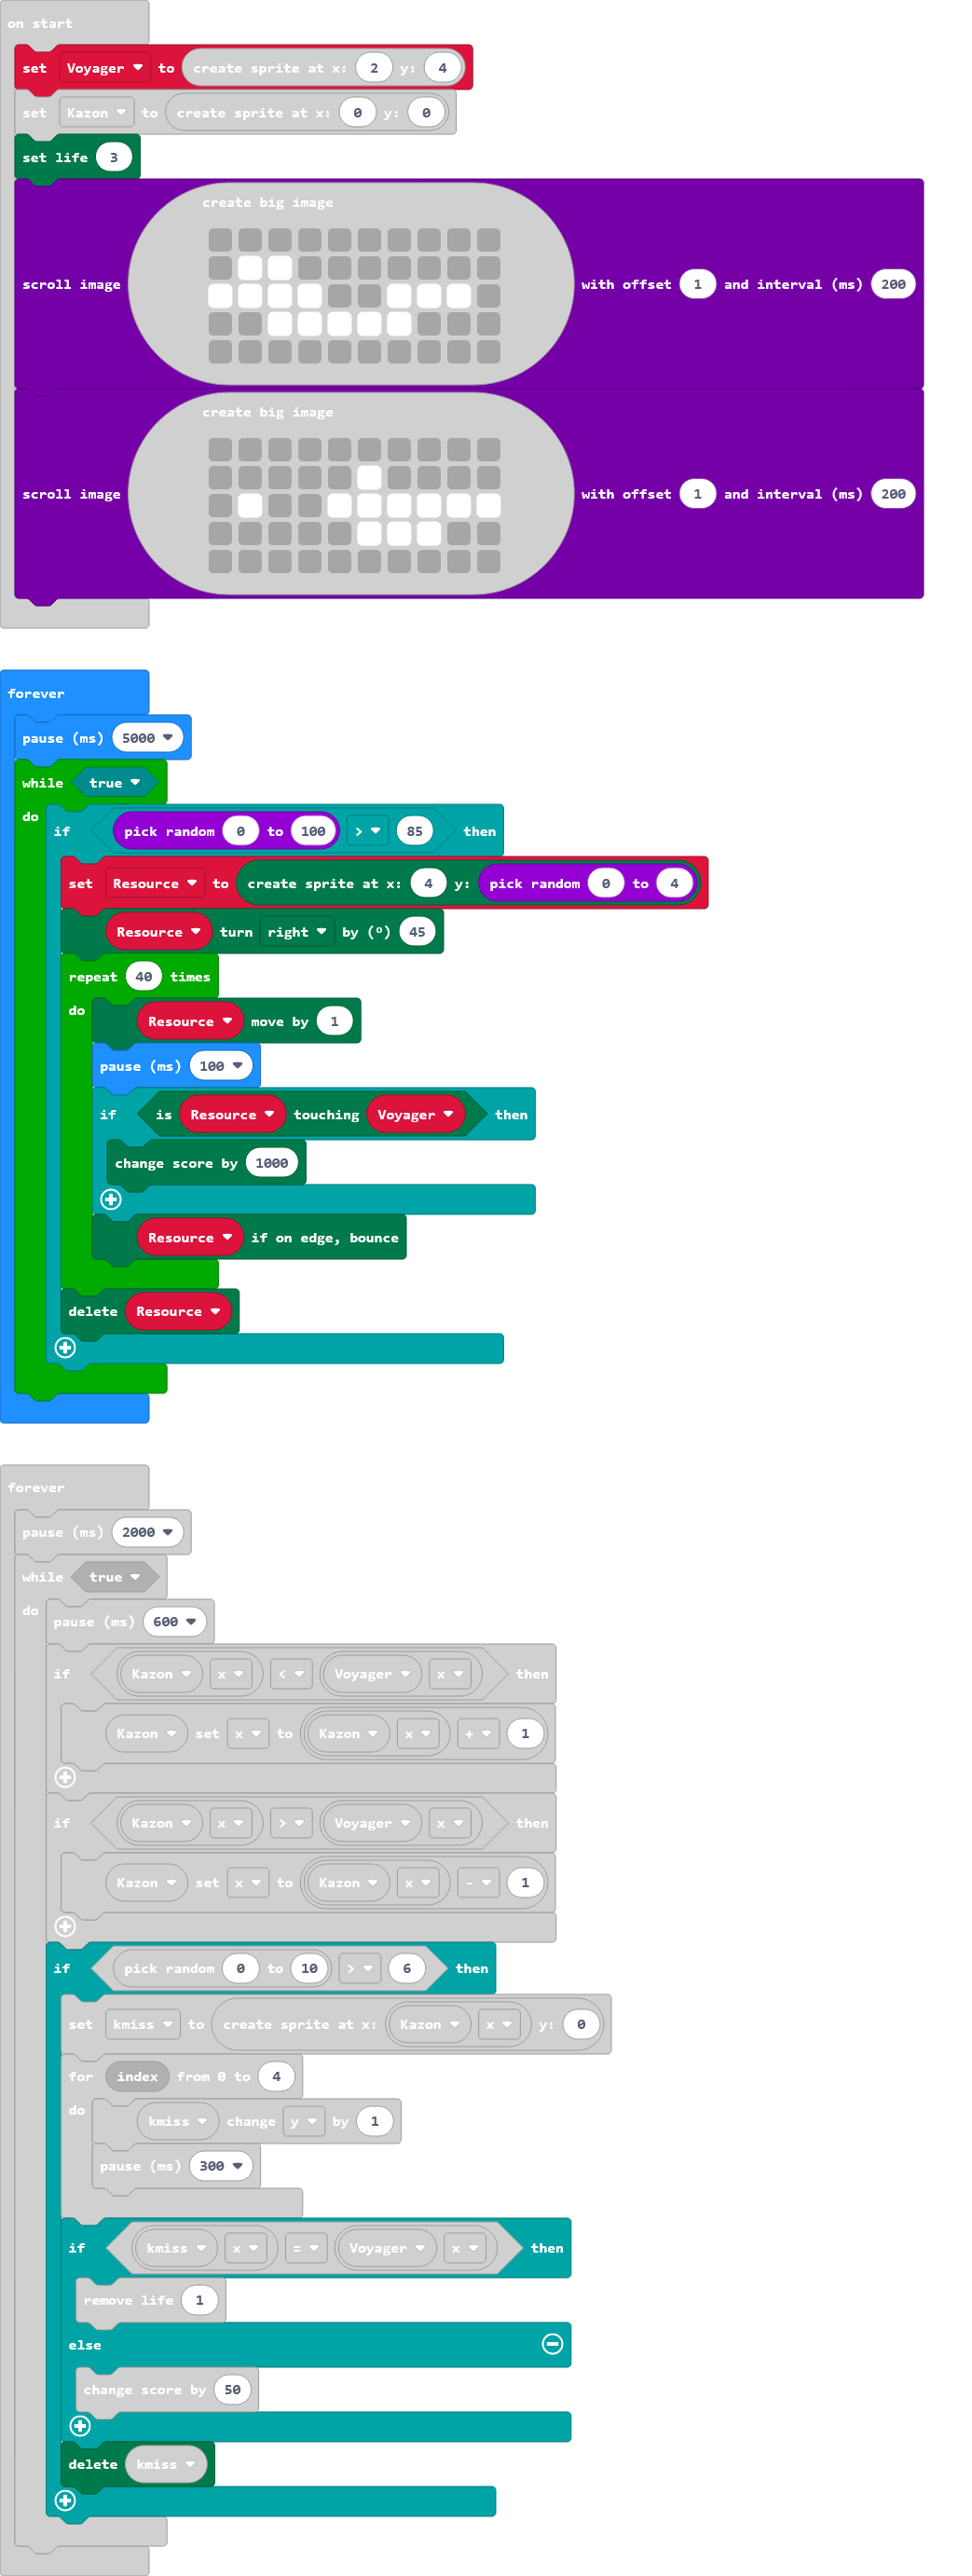 on start
set Voyager to create sprite at x: 2 y: 4
set Kazon to create sprite at x: 0 y: 0
set life 3
create big image
scroll image with offset 1 and interval (ms) 200
create big image
scroll image with offset 1 and interval (ms) 200
forever
pause (ms) 5000
while true
do
if pick random 0 to 100 > 85 then
set Resource to create sprite at x: 4 y: pick random 0 to 4
Resource turn right by (º) 45
repeat 40 times
do
Resource move by 1
pause (ms) 100
if is Resource touching Voyager then
change score by 1000
Resource if on edge, bounce
delete Resource
forever
pause (ms) 2000
while true
do
pause (ms) 600
if Kazon x < Voyager x then
Kazon set x to Kazon x + 1
if Kazon x > Voyager x then
Kazon set x to Kazon x - 1
if pick random 0 to 10 > 6 then
set kmiss to create sprite at x: Kazon x y: 0
for index from 0 to 4
do
kmiss change y by 1
pause (ms) 300
if kmiss x = Voyager x then
remove life 1
else
change score by 50
delete kmiss